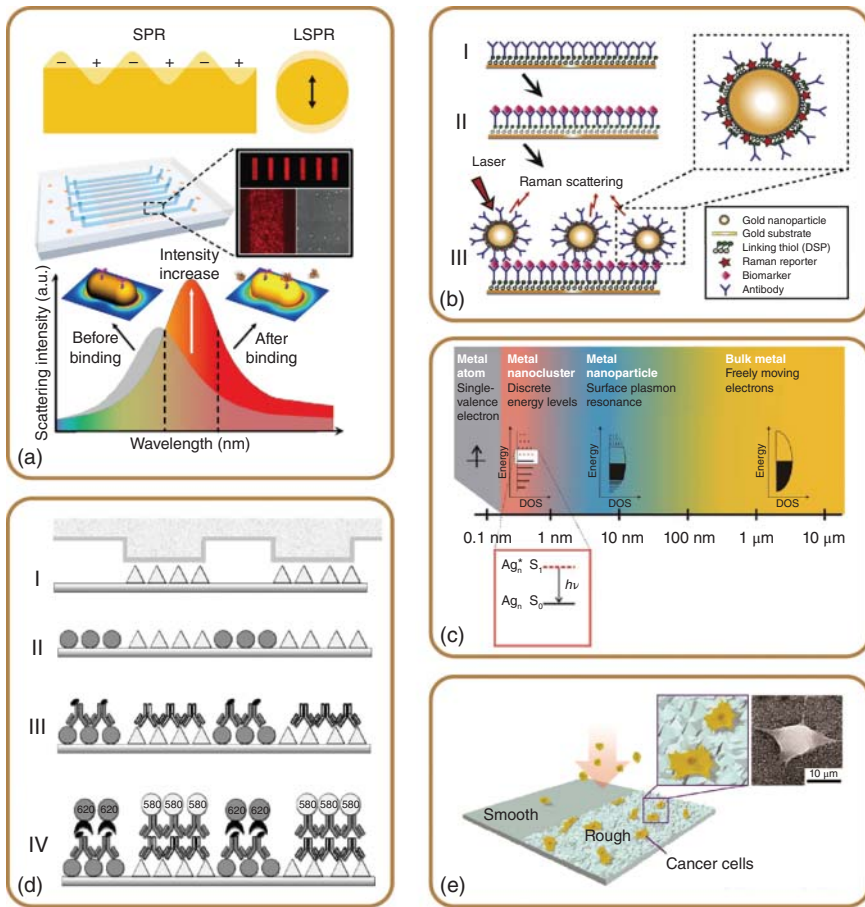 SPR
LSPR
− + − + − +
Intensity
increase
Before
binding
After
binding
Scattering intensity (a.u.)
Wavelength (nm)
(a)
I
II
Laser
Raman scattering
III
Gold nanoparticle
Gold substrate
Linking thiol (DSP)
Raman reporter
Biomarker
Antibody
(b)
Metal
atom
Single-
valence
electron
Metal
nanocluster
Discrete
energy levels
Metal
nanoparticle
Surface plasmon
resonance
Bulk metal
Freely moving
electrons
Energy
DOS
Energy
DOS
Energy
DOS
0.1 nm 1 nm 10 nm 100 nm 1 μm 10 μm
Ag*n S1
hν
Agn S0
(c)
I
II
III
IV
620 620 580 580 580 620 620 580 580 580
(d)
Smooth
Rough
Cancer cells
10 μm
(e)